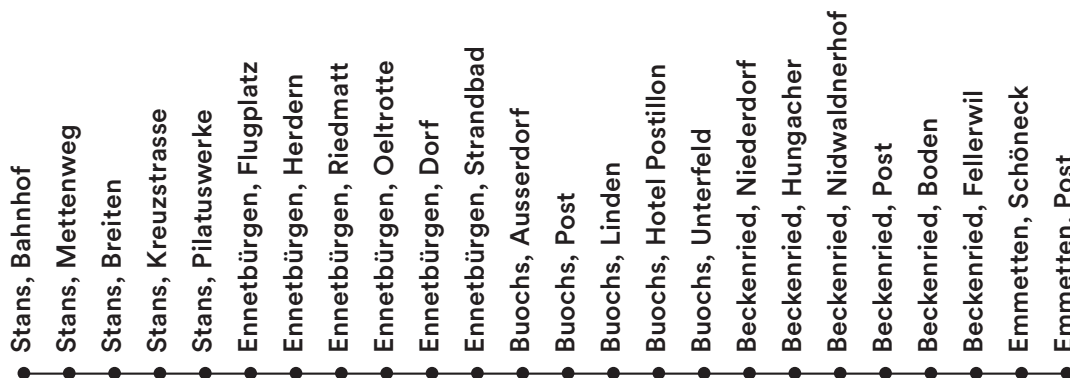 Stans, Bahnhof
Stans, Mettenweg
Stans, Breiten
Stans, Kreuzstrasse
Stans, Pilatuswerke
Ennetbürgen, Flugplatz
Ennetbürgen, Herdern
Ennetbürgen, Riedmatt
Ennetbürgen, Oeltrotte
Ennetbürgen, Dorf
Ennetbürgen, Strandbad
Buochs, Ausserdorf
Buochs, Post
Buochs, Linden
Buochs, Hotel Postillon
Buochs, Unterfeld
Beckenried, Niederdorf
Beckenried, Hungacher
Beckenried, Nidwaldnerhof
Beckenried, Post
Beckenried, Boden
Beckenried, Fellerwil
Emmetten, Schöneck
Emmetten, Post